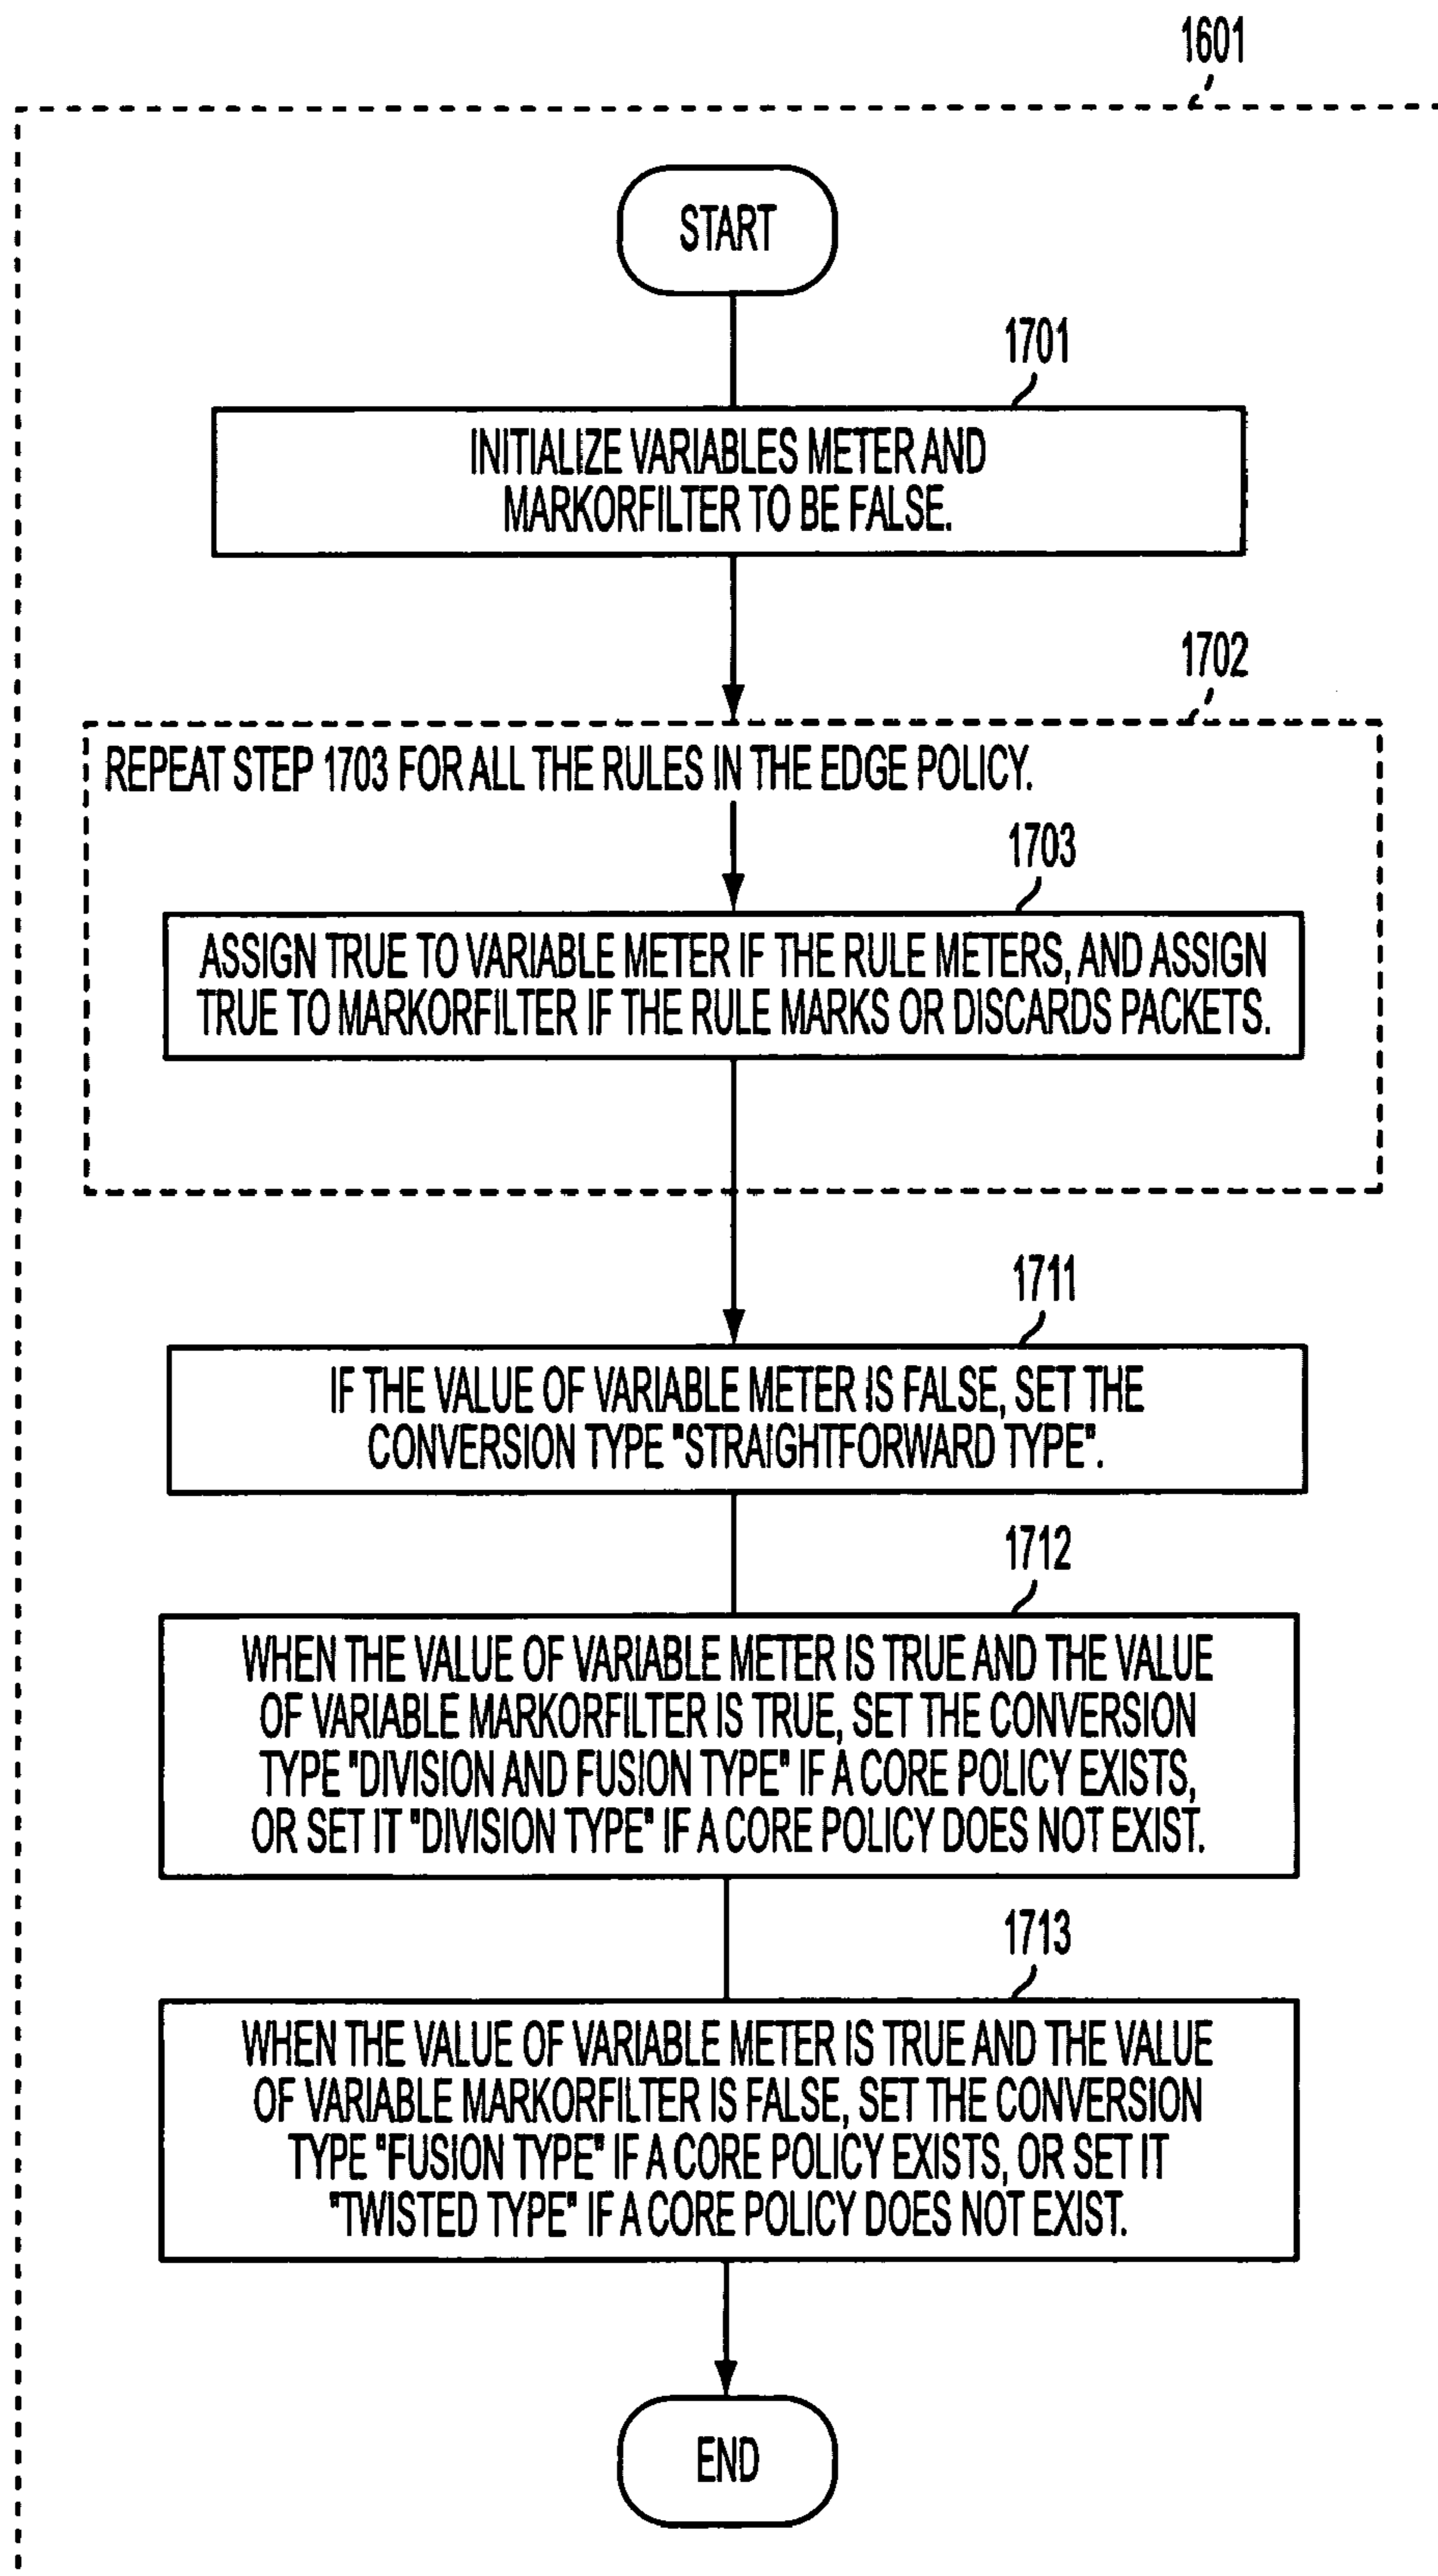 1601
START
1701
INITIALIZE VARIABLES METER AND
MARKORFILTER TO BE FALSE.
1702
REPEAT STEP 1703 FOR ALL THE RULES IN THE EDGE POLICY.
1703
ASSIGN TRUE TO VARIABLE METER IF THE RULE METERS, AND ASSIGN
TRUE TO MARKORFILTER IF THE RULE MARKS OR DISCARDS PACKETS.
1711
IF THE VALUE OF VARIABLE METER IS FALSE, SET THE
CONVERSION TYPE "STRAIGHTFORWARD TYPE".
1712
WHEN THE VALUE OF VARIABLE METER IS TRUE AND THE VALUE
OF VARIABLE MARKORFILTER IS TRUE, SET THE CONVERSION
TYPE "DIVISION AND FUSION TYPE" IF A CORE POLICY EXISTS,
OR SET IT "DIVISION TYPE" IF A CORE POLICY DOES NOT EXIST.
1713
WHEN THE VALUE OF VARIABLE METER IS TRUE AND THE VALUE
OF VARIABLE MARKORFILTER IS FALSE, SET THE CONVERSION
TYPE "FUSION TYPE" IF A CORE POLICY EXISTS, OR SET IT
"TWISTED TYPE" IF A CORE POLICY DOES NOT EXIST.
END